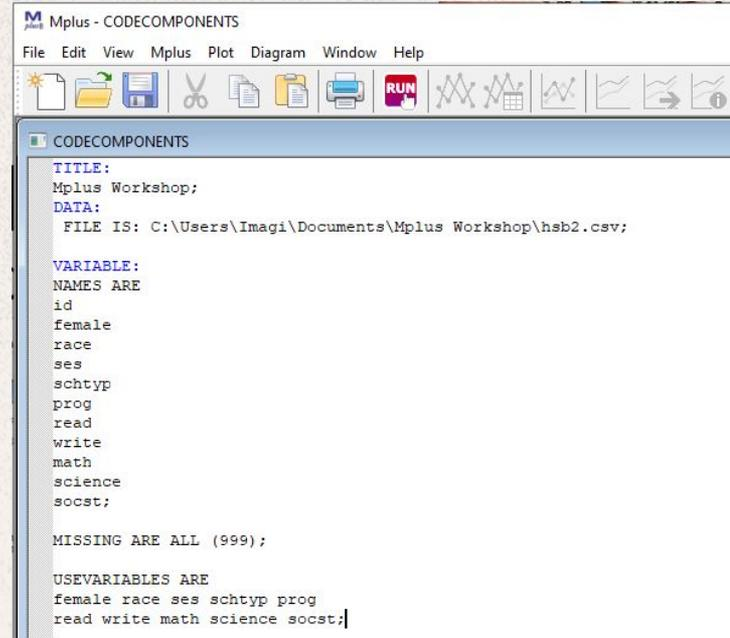 Mplus - CODECOMPONENTS
File Edit View Mplus Plot Diagram Window Help
RUN
CODECOMPONENTS
TITLE:
Mplus Workshop;
DATA:
FILE IS: C:\Users\Imagi\Documents\Mplus Workshop\hsb2.csv;
VARIABLE:
NAMES ARE
id
female
race
ses
schtyp
prog
read
write
math
science
socst;
MISSING ARE ALL (999);
USEVARIABLES ARE
female race ses schtyp prog
read write math science socst;